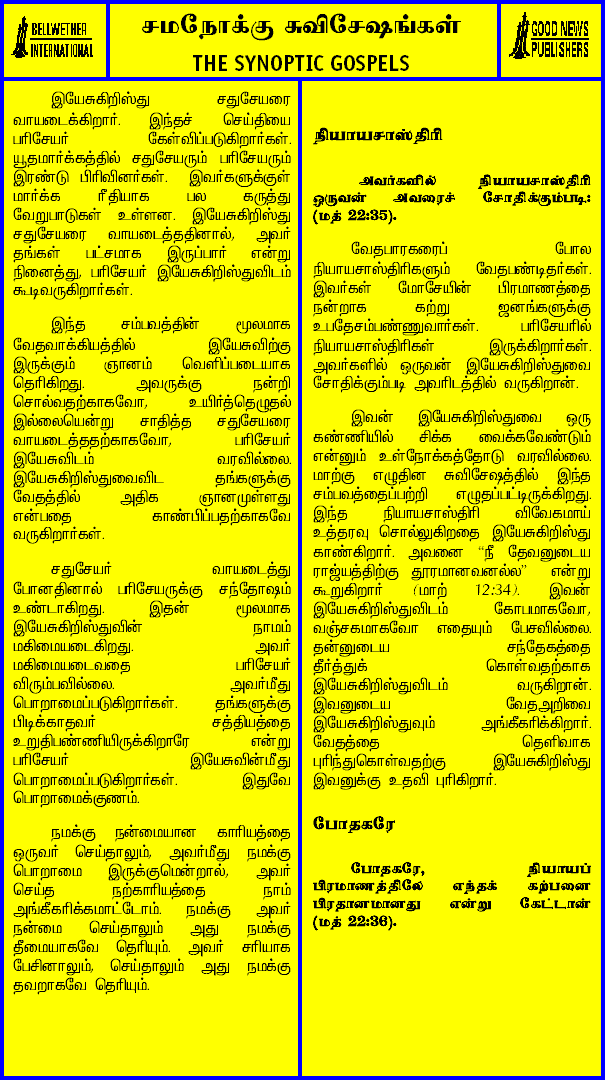 BELLWETHER
INTERNATIONAL
சமநோக்கு சுவிசேஷங்கள்
THE SYNOPTIC GOSPELS
GOOD NEWS
PUBLISHERS
இயேசுகிறிஸ்து சதுசேயரை
வாயடைக்கிறார். இந்தச் செய்தியை
பரிசேயர் கேள்விப்படுகிறார்கள்.
யூதமார்க்கத்தில் சதுசேயரும் பரிசேயரும்
இரண்டு பிரிவினர்கள். இவர்களுக்குள்
மார்க்க ரீதியாக பல கருத்து
வேறுபாடுகள் உள்ளன. இயேசுகிறிஸ்து
சதுசேயரை வாயடைத்ததினால், அவர்
தங்கள் பட்சமாக இருப்பார் என்று
நினைத்து, பரிசேயர் இயேசுகிறிஸ்துவிடம்
கூடிவருகிறார்கள்.
இந்த சம்பவத்தின் மூலமாக
வேதவாக்கியத்தில் இயேசுவிற்கு
இருக்கும் ஞானம் வெளிப்படையாக
தெரிகிறது. அவருக்கு நன்றி
சொல்வதற்காகவோ, உயிர்த்தெழுதல்
இல்லையென்று சாதித்த சதுசேயரை
வாயடைத்ததற்காகவோ, பரிசேயர்
இயேசுவிடம் வரவில்லை.
இயேசுகிறிஸ்துவைவிட தங்களுக்கு
வேதத்தில் அதிக ஞானமுள்ளது
என்பதை காண்பிப்பதற்காகவே
வருகிறார்கள்.
சதுசேயர் வாயடைத்து
போனதினால் பரிசேயருக்கு சந்தோஷம்
உண்டாகிறது. இதன் மூலமாக
இயேசுகிறிஸ்துவின் நாமம்
மகிமையடைகிறது. அவர்
மகிமையடைவதை பரிசேயர்
விரும்பவில்லை. அவர்மீது
பொறாமைப்படுகிறார்கள். தங்களுக்கு
பிடிக்காதவர் சத்தியத்தை
உறுதிபண்ணியிருக்கிறாரே என்று
பரிசேயர் இயேசுவின்மீது
பொறாமைப்படுகிறார்கள். இதுவே
பொறாமைக்குணம்.
நமக்கு நன்மையான காரியத்தை
ஒருவர் செய்தாலும், அவர்மீது நமக்கு
பொறாமை இருக்குமென்றால், அவர்
செய்த நற்காரியத்தை நாம்
அங்கீகரிக்கமாட்டோம். நமக்கு அவர்
நன்மை செய்தாலும் அது நமக்கு
தீமையாகவே தெரியும். அவர் சரியாக
பேசினாலும், செய்தாலும் அது நமக்கு
தவறாகவே தெரியும்.
நியாயசாஸ்திரி
அவர்களில் நியாயசாஸ்திரி
ஒருவன் அவரைச் சோதிக்கும்படி:
(மத் 22:35).
வேதபாரகரைப் போல
நியாயசாஸ்திரிகளும் வேதபண்டிதர்கள்.
இவர்கள் மோசேயின் பிரமாணத்தை
நன்றாக கற்று ஜனங்களுக்கு
உபதேசம்பண்ணுவார்கள். பரிசேயரில்
நியாயசாஸ்திரிகள் இருக்கிறார்கள்.
அவர்களில் ஒருவன் இயேசுகிறிஸ்துவை
சோதிக்கும்படி அவரிடத்தில் வருகிறான்.
இவன் இயேசுகிறிஸ்துவை ஒரு
கண்ணியில் சிக்க வைக்கவேண்டும்
என்னும் உள்நோக்கத்தோடு வரவில்லை.
மாற்கு எழுதின சுவிசேஷத்தில் இந்த
சம்பவத்தைப்பற்றி எழுதப்பட்டிருக்கிறது.
இந்த நியாயசாஸ்திரி விவேகமாய்
உத்தரவு சொல்லுகிறதை இயேசுகிறிஸ்து
காண்கிறார். அவனை “நீ தேவனுடைய
ராஜ்யத்திற்கு தூரமானவனல்ல” என்று
கூறுகிறார் (மாற் 12:34). இவன்
இயேசுகிறிஸ்துவிடம் கோபமாகவோ,
வஞ்சகமாகவோ எதையும் பேசவில்லை.
தன்னுடைய சந்தேகத்தை
தீர்த்துக் கொள்வதற்காக
இயேசுகிறிஸ்துவிடம் வருகிறான்.
இவனுடைய வேதஅறிவை
இயேசுகிறிஸ்துவும் அங்கீகரிக்கிறார்.
வேதத்தை தெளிவாக
புரிந்துகொள்வதற்கு இயேசுகிறிஸ்து
இவனுக்கு உதவி புரிகிறார்.
போதகரே
போதகரே, நியாயப்
பிரமாணத்திலே எந்தக் கற்பனை
பிரதானமானது என்று கேட்டான்
(மத் 22:36).